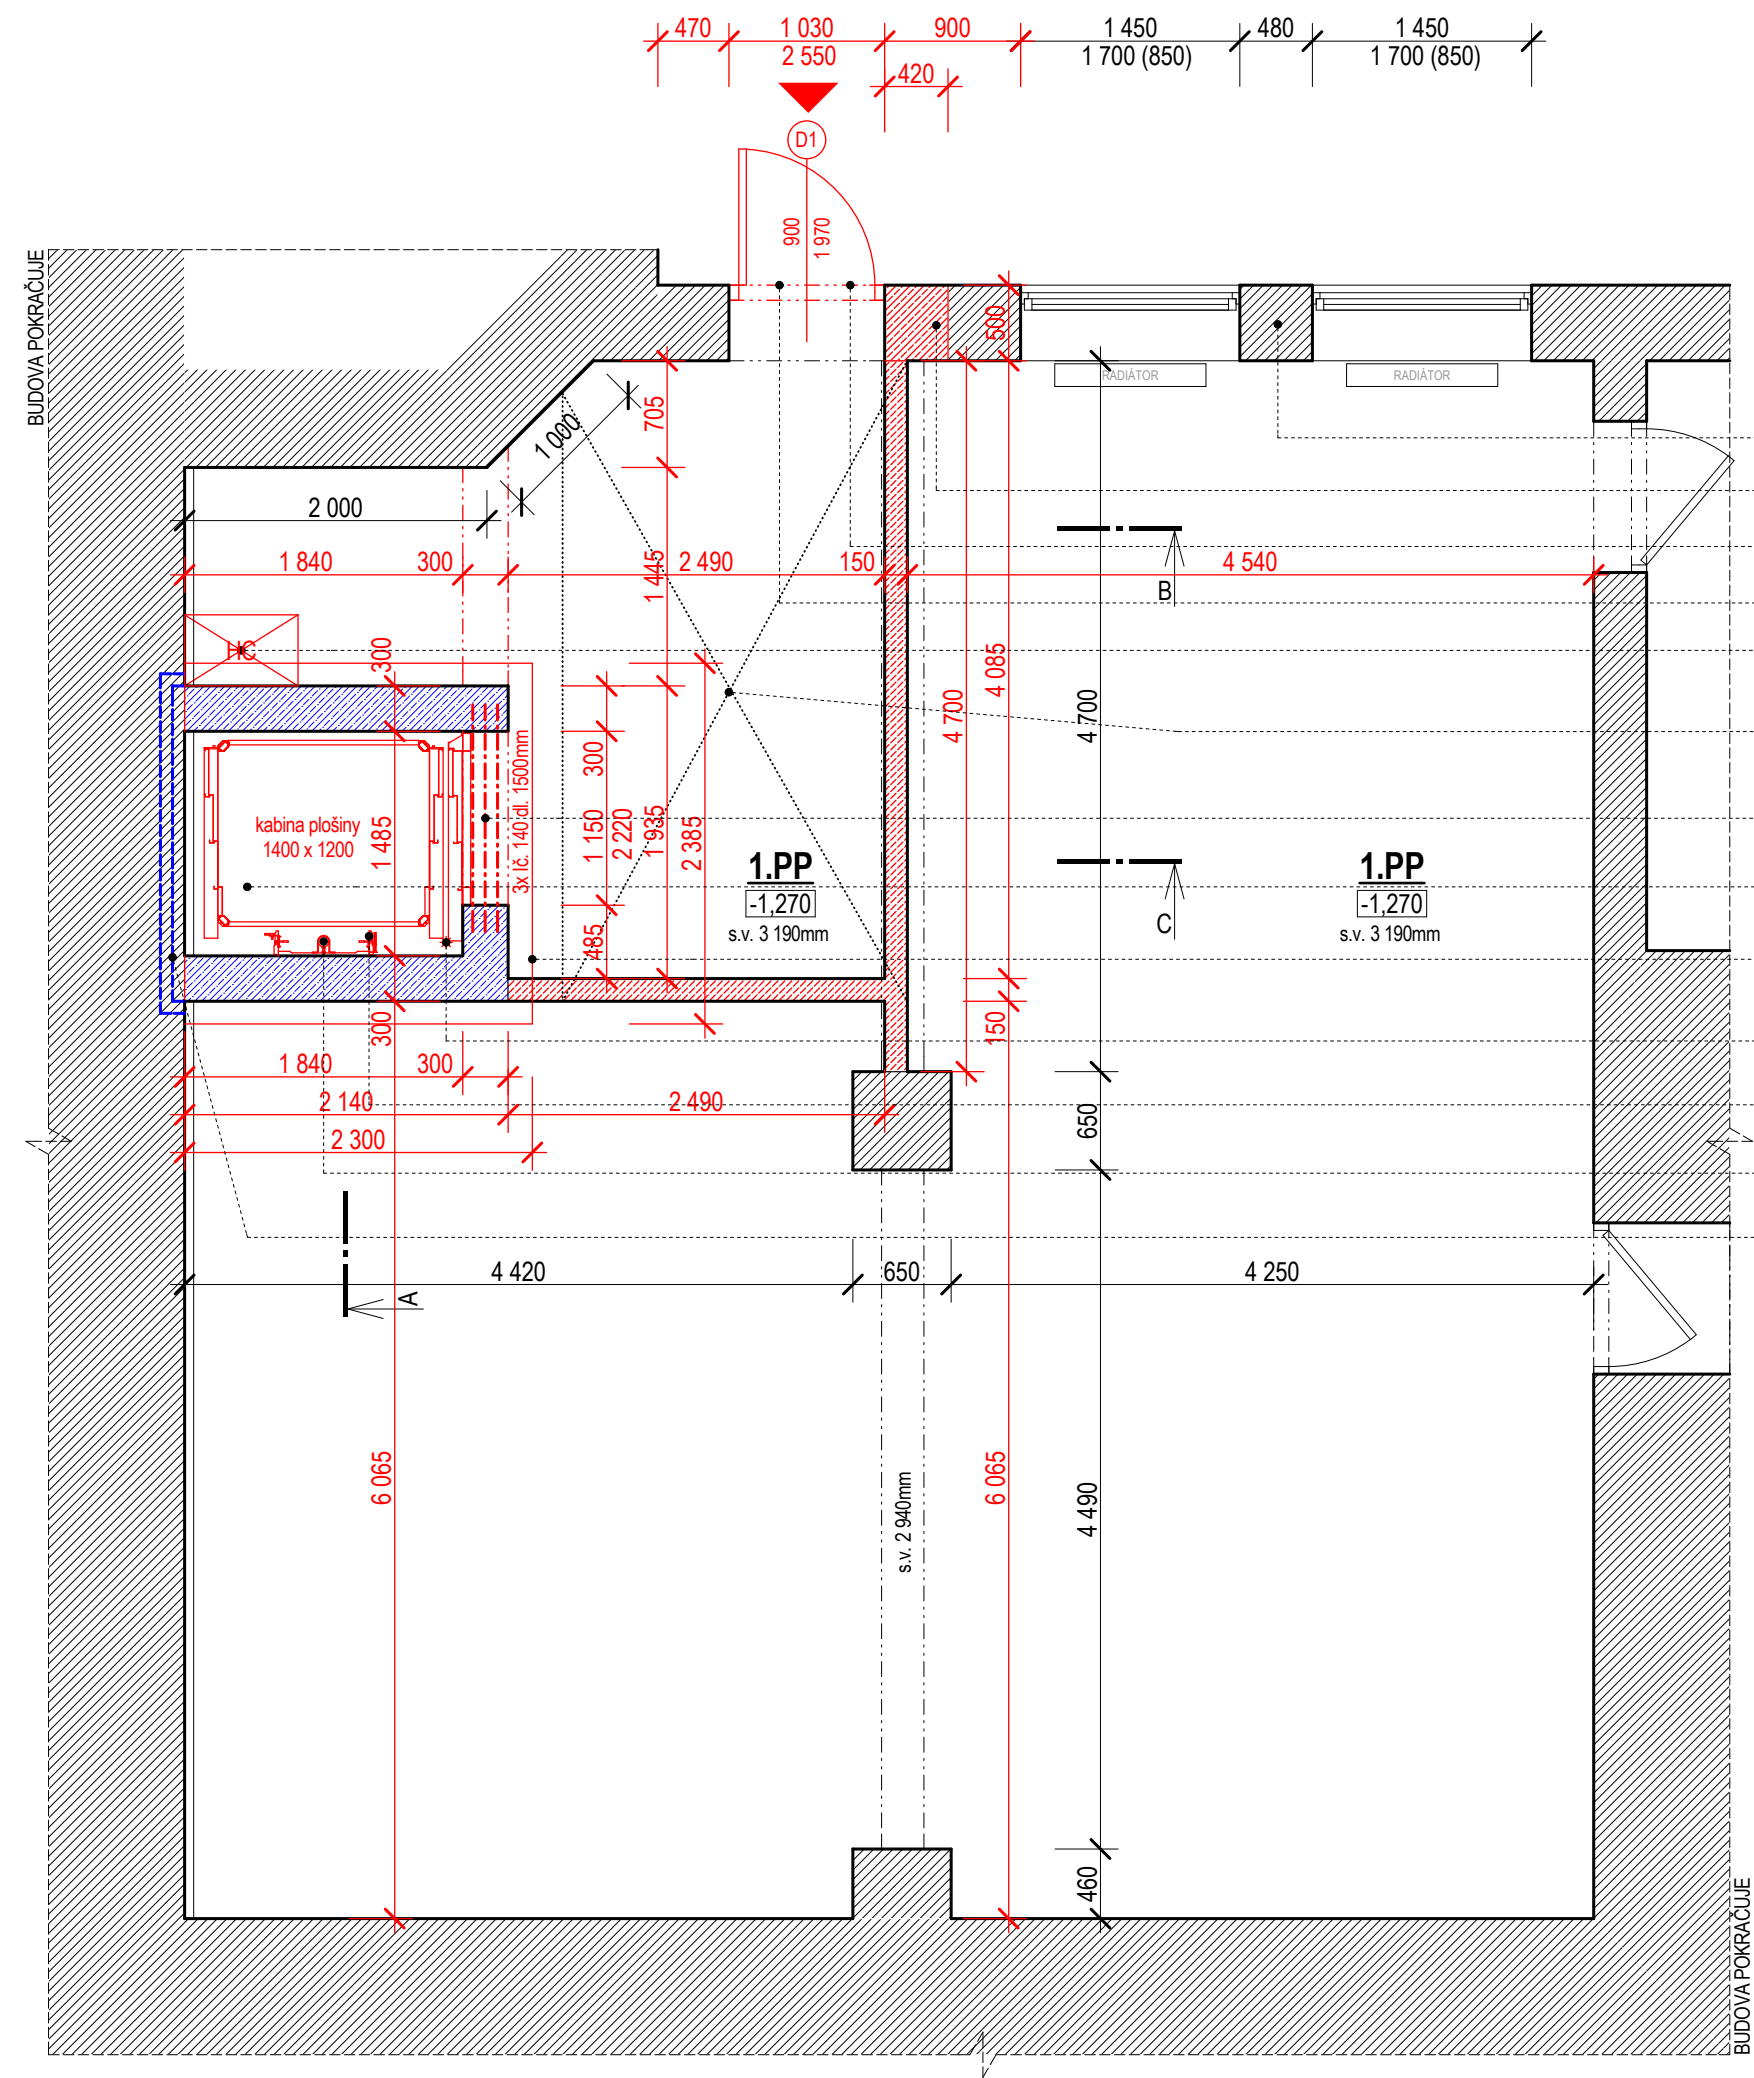 470
1 030
2 550
900
1 450
1 700 (850)
480
1 450
1 700 (850)
420
D1
900
1 970
BUDOVA POKRAČUJE
500
RADIÁTOR
RADIÁTOR
705
1 000
2 000
1 840
300
1 445
2 490
150
4 540
B
HC
300
4 085
4 700
4 700
300
3x Ič. 140 dl. 1500mm
kabina plošiny
1400 x 1200
1 485
1 150
2 220
1 935
2 385
1.PP
-1,270
s.v. 3 190mm
1.PP
-1,270
s.v. 3 190mm
C
485
300
150
1 840
300
2 140
2 490
650
2 300
4 420
650
4 250
A
6 065
s.v. 2 940mm
6 065
4 490
460
BUDOVA POKRAČUJE